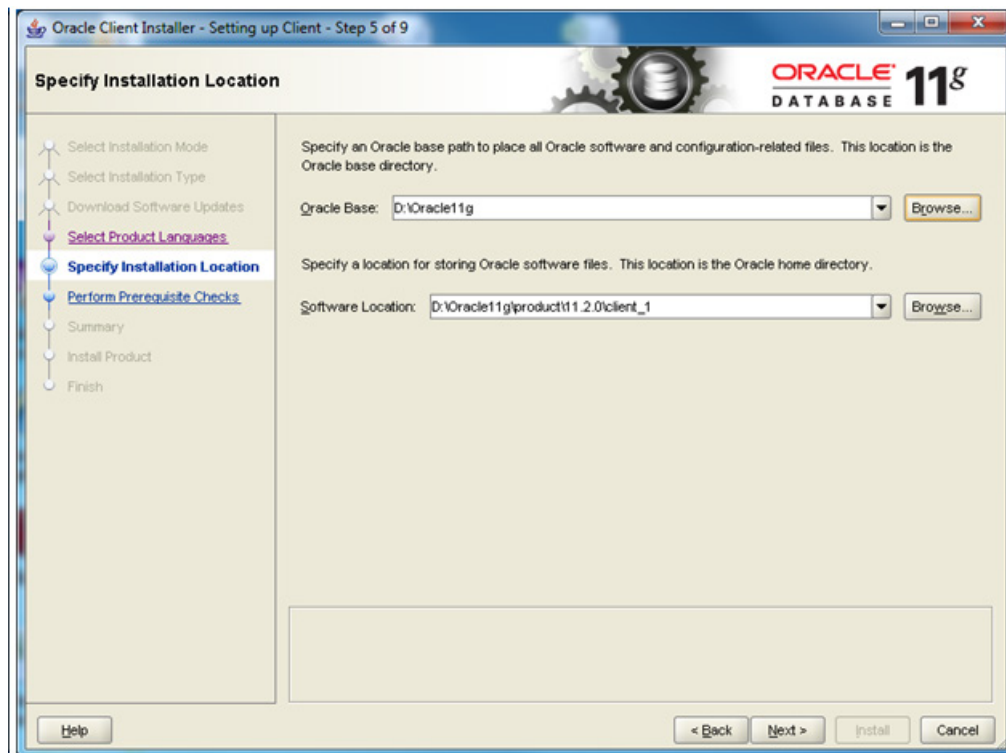 Oracle Client Installer - Setting up Client - Step 5 of 9
Specify Installation Location
ORACLE
DATABASE
11g
Select Installation Mode
Select Installation Type
Download Software Updates
Select Product Languages
Specify Installation Location
Perform Prerequisite Checks
Summary
Install Product
Finish
Specify an Oracle base path to place all Oracle software and configuration-related files. This location is the
Oracle base directory.
Oracle Base: D:\Oracle11g Browse...
Specify a location for storing Oracle software files. This location is the Oracle home directory.
Software Location: D:\Oracle11g\product\11.2.0\client_1 Browse...
Help < Back Next > Install Cancel